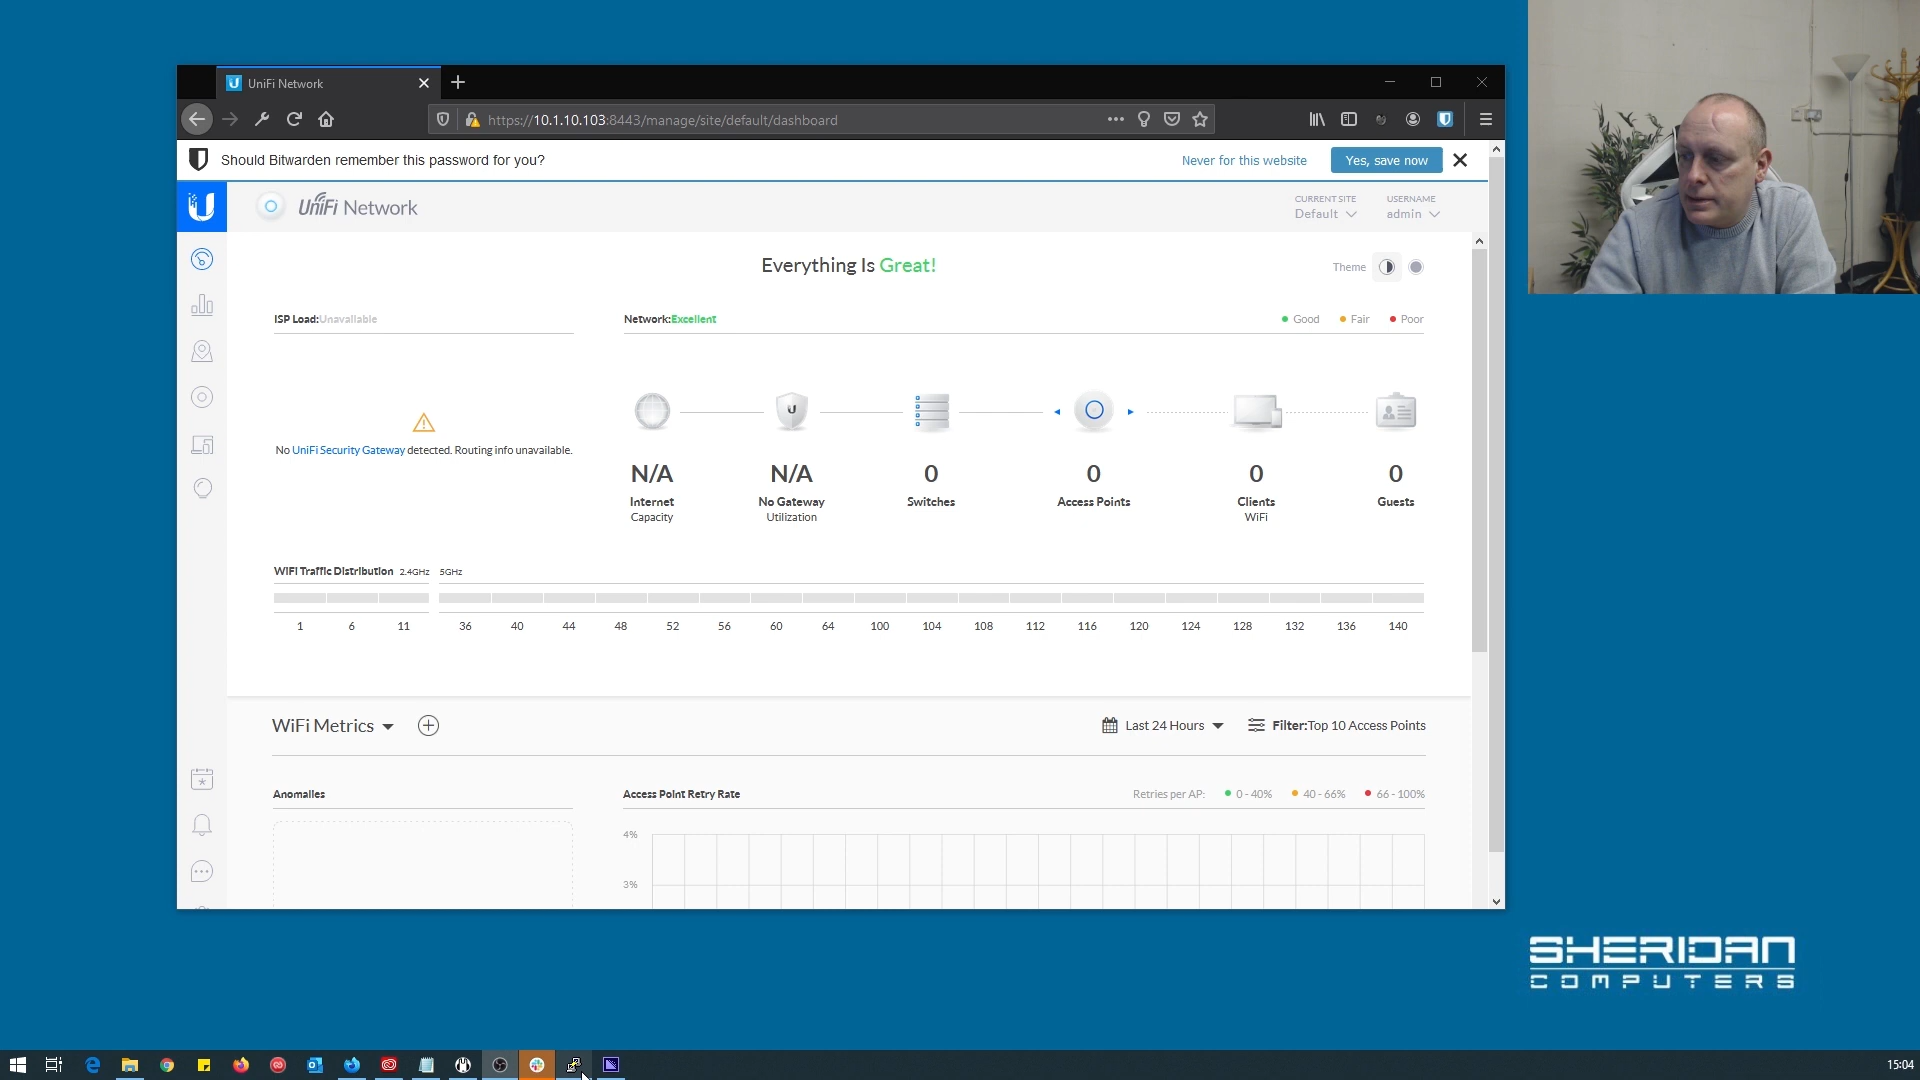 UniFi Network
https://10.1.10.103:8443/manage/site/default/dashboard
Should Bitwarden remember this password for you?
Never for this website
Yes, save now
UniFi Network
CURRENT SITE
Default
USERNAME
admin
Everything Is Great!
Theme
ISP Load:Unavailable
Network:Excellent
Good
Fair
Poor
No UniFi Security Gateway detected. Routing info unavailable.
N/A
Internet
Capacity
N/A
No Gateway
Utilization
0
Switches
0
Access Points
0
Clients
WiFi
0
Guests
WiFi Traffic Distribution 2.4GHz 5GHz
1 6 11 36 40 44 48 52 56 60 64 100 104 108 112 116 120 124 128 132 136 140
WiFi Metrics
Last 24 Hours
Filter:Top 10 Access Points
Anomalies
Access Point Retry Rate
Retries per AP:
0 - 40%
40 - 66%
66 - 100%
4%
3%
SHERIDAN
COMPUTERS
15:04